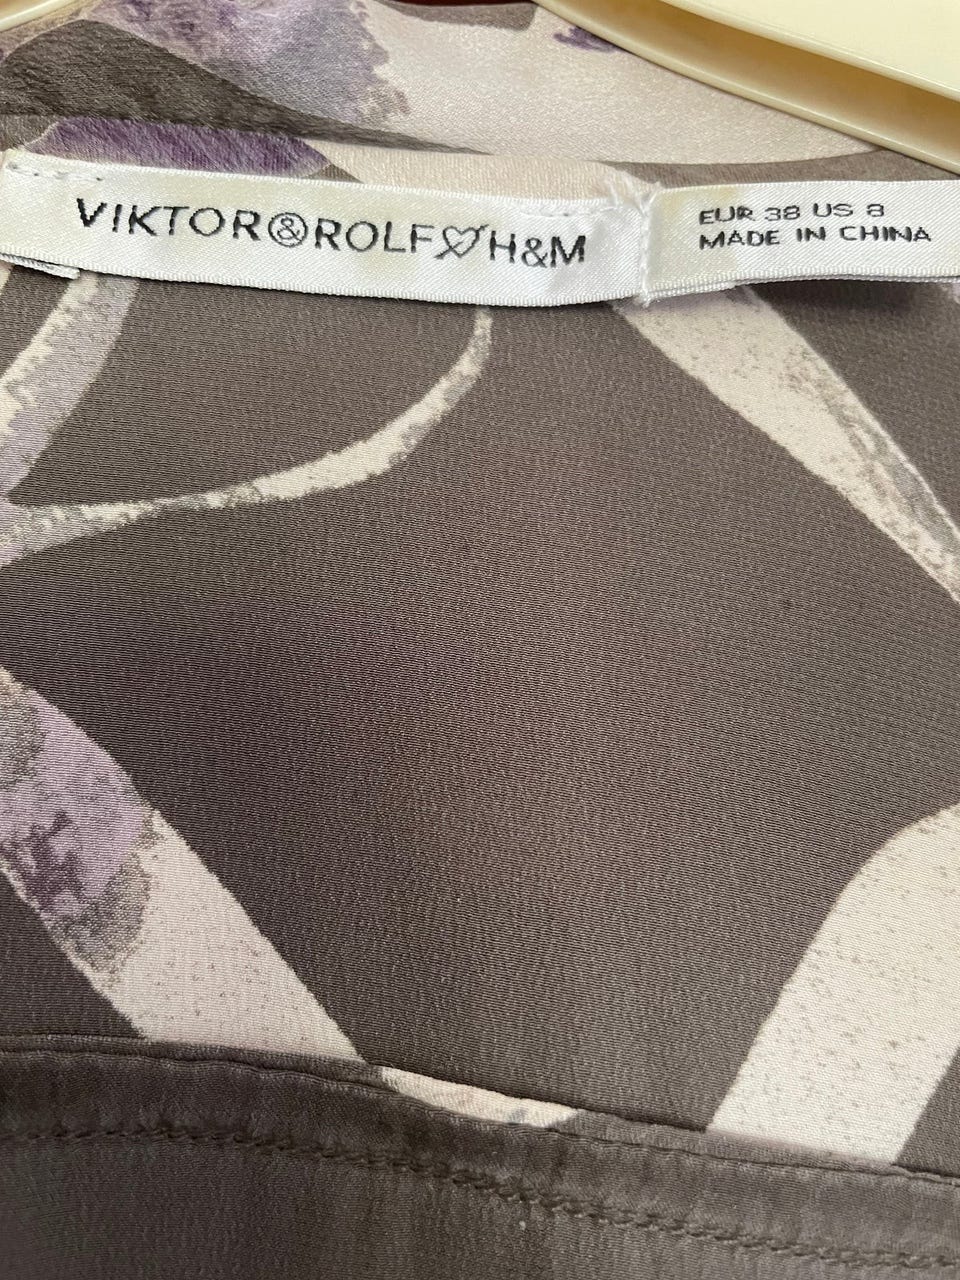 VIKTOR&ROLF♡H&M
EUR 38 US 8
MADE IN CHINA